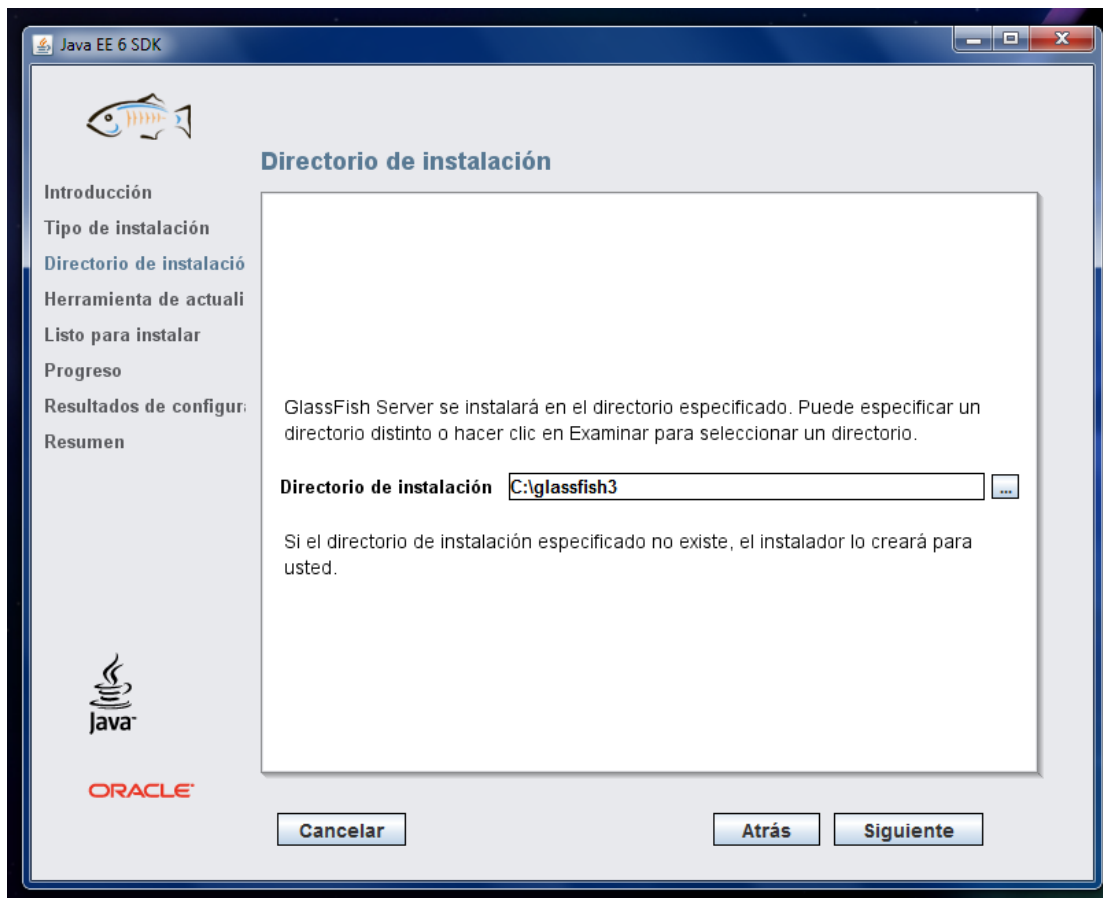 Java EE 6 SDK
Directorio de instalación
Introducción
Tipo de instalación
Directorio de instalació
Herramienta de actuali
Listo para instalar
Progreso
Resultados de configur
Resumen
GlassFish Server se instalará en el directorio especificado. Puede especificar un
directorio distinto o hacer clic en Examinar para seleccionar un directorio.
Directorio de instalación C:\glassfish3 ...
Si el directorio de instalación especificado no existe, el instalador lo creará para
usted.
Java
ORACLE
Cancelar Atrás Siguiente